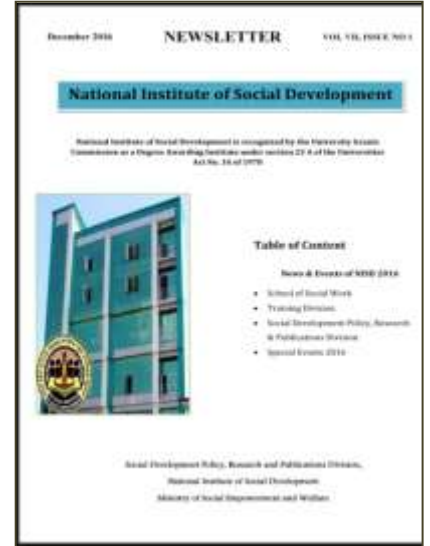 December 2016 NEWSLETTER VOL VII, ISSUE NO 1
National Institute of Social Development
National Institute of Social Development is recognized by the University Grants
Commission as a Degree Awarding Institute under section 25 A of the Universities
Act No. 16 of 1978
Table of Content
News & Events of NISD 2016
• School of Social Work
• Training Division
• Social Development Policy, Research
& Publications Division
• Special Events 2016
Social Development Policy, Research and Publications Division,
National Institute of Social Development
Ministry of Social Empowerment and Welfare